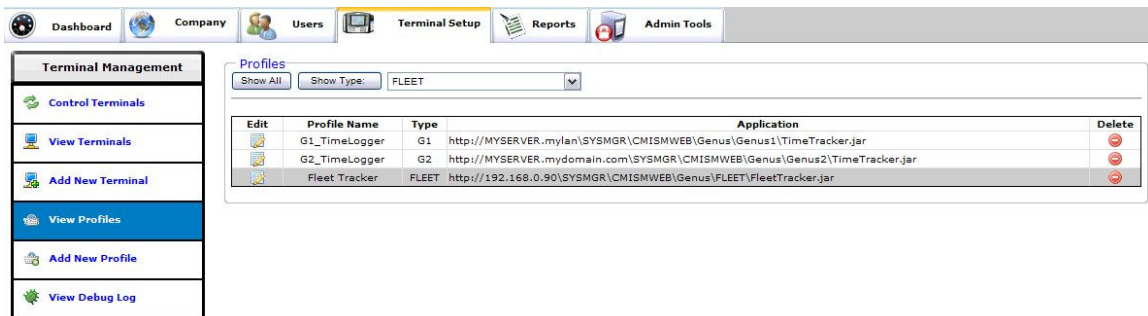 Dashboard Company Users Terminal Setup Reports Admin Tools
Terminal Management
Control Terminals
View Terminals
Add New Terminal
View Profiles
Add New Profile
View Debug Log
Profiles
Show All Show Type: FLEET
Edit Profile Name Type Application Delete
G1_TimeLogger G1 http://MYSERVER.mylan\SYSMGR\CMISMWEB\Genus\Genus1\TimeTracker.jar
G2_TimeLogger G2 http://MYSERVER.mydomain.com\SYSMGR\CMISMWEB\Genus\Genus2\TimeTracker.jar
Fleet Tracker FLEET http://192.168.0.90\SYSMGR\CMISMWEB\Genus\FLEET\FleetTracker.jar